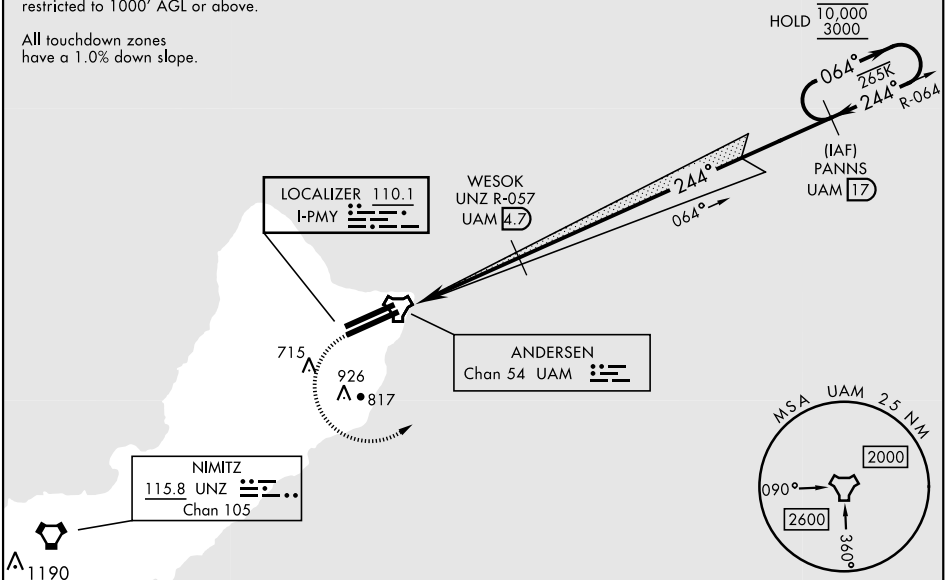 restricted to 1000' AGL or above.
All touchdown zones
have a 1.0% down slope.
HOLD 10,000
3000
064°
265K
244°
R-064
(IAF)
PANNS
UAM 17
WESOK
UNZ R-057
UAM 4.7
244°
064°
LOCALIZER 110.1
I-PMY
ANDERSEN
Chan 54 UAM
715
926
817
NIMITZ
115.8 UNZ
Chan 105
1190
MSA UAM 25 NM
2000
090°
2600
360°